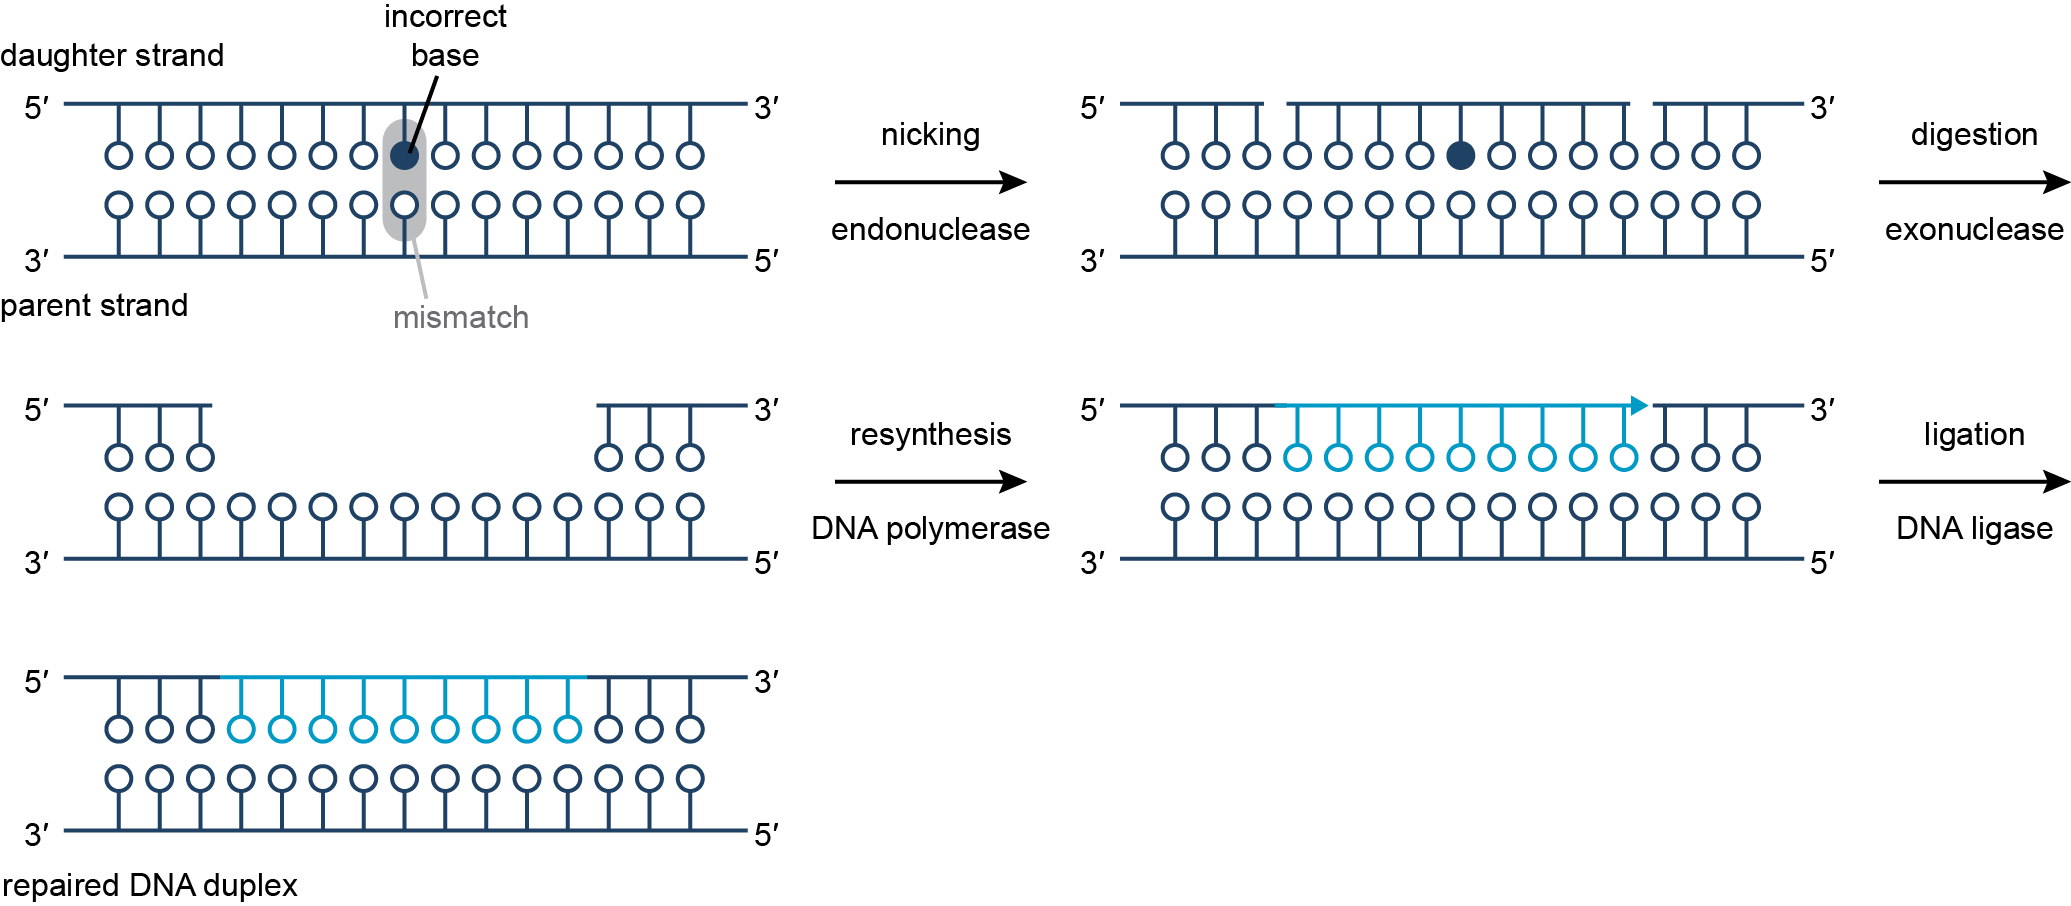 incorrect
base
daughter strand
5′
3′
3′
5′
parent strand
mismatch
nicking
endonuclease
5′
3′
3′
5′
digestion
exonuclease
5′
3′
3′
5′
resynthesis
DNA polymerase
5′
3′
3′
5′
ligation
DNA ligase
5′
3′
3′
5′
repaired DNA duplex